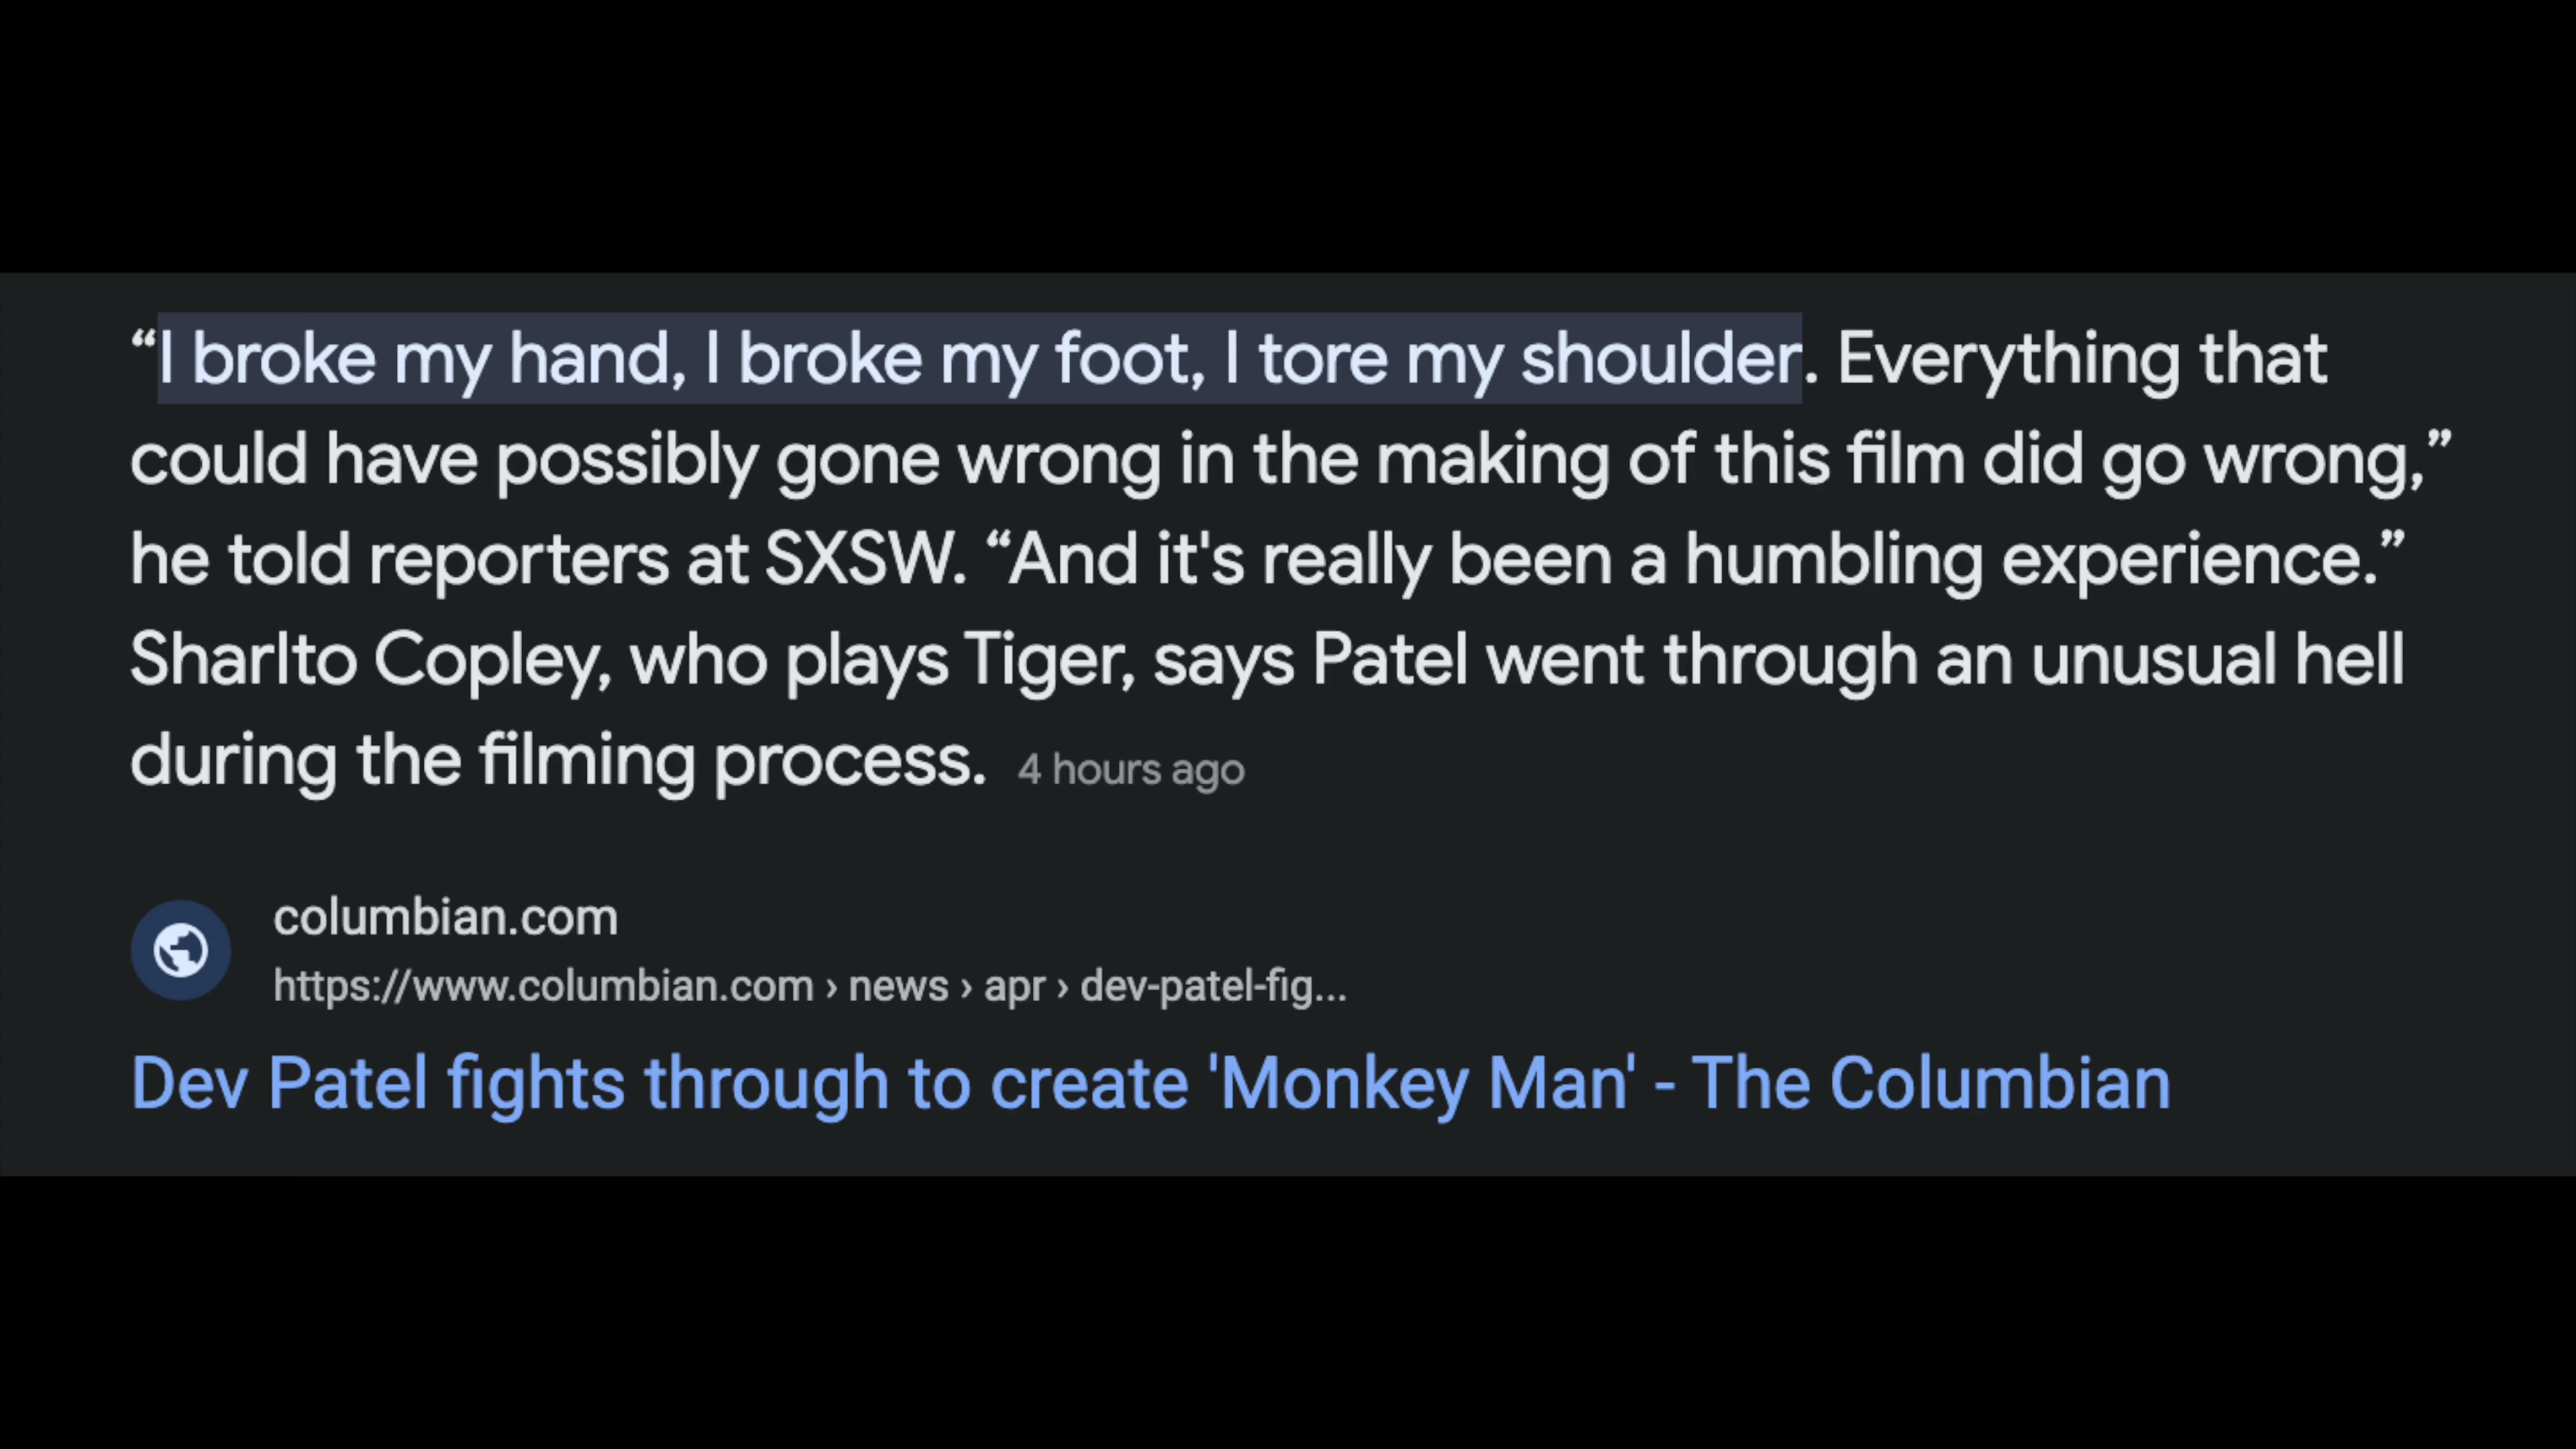 “I broke my hand, I broke my foot, I tore my shoulder. Everything that
could have possibly gone wrong in the making of this film did go wrong,”
he told reporters at SXSW. “And it's really been a humbling experience.”
Sharlto Copley, who plays Tiger, says Patel went through an unusual hell
during the filming process. 4 hours ago
columbian.com
https://www.columbian.com › news › apr › dev-patel-fig...
Dev Patel fights through to create 'Monkey Man' - The Columbian